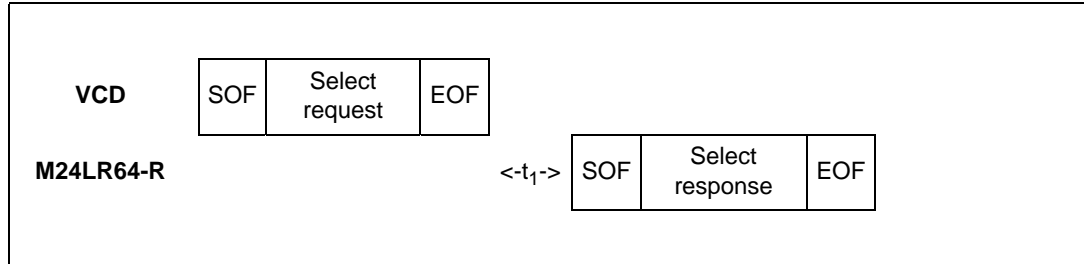 VCD SOF Select request EOF
M24LR64-R <-t1-> SOF Select response EOF